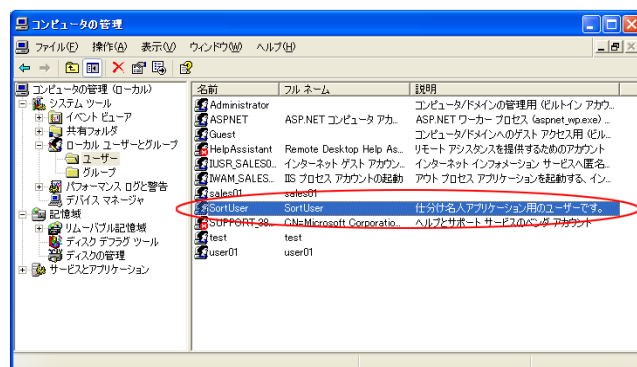 コンピュータの管理
ファイル(F) 操作(A) 表示(V) ウィンドウ(W) ヘルプ(H)
コンピュータの管理 (ローカル)
システム ツール
イベント ビューア
共有フォルダ
ローカル ユーザーとグループ
ユーザー
グループ
パフォーマンス ログと警告
デバイス マネージャ
記憶域
リムーバブル記憶域
ディスク デフラグ ツール
ディスクの管理
サービスとアプリケーション
名前 フル ネーム 説明
Administrator コンピュータ/ドメインの管理用 (ビルトイン アカウ...
ASPNET ASP.NET コンピュータ アカ... ASP.NET ワーカー プロセス (aspnet_wp.exe) ...
Guest コンピュータ/ドメインへのゲスト アクセス用 (ビル...
HelpAssistant Remote Desktop Help As... リモート アシスタンスを提供するためのアカウント
IUSR_SALES0... インターネット ゲスト アカウン... インターネット インフォメーション サービスへ匿名...
IWAM_SALES... IIS プロセス アカウントの起動 アウト プロセス アプリケーションを起動する、イン...
sales01 sales01
SortUser SortUser 仕分け名人アプリケーション用のユーザーです。
SUPPORT_38... CN=Microsoft Corporatio... ヘルプとサポート サービスのベンダ アカウント
test test
user01 user01